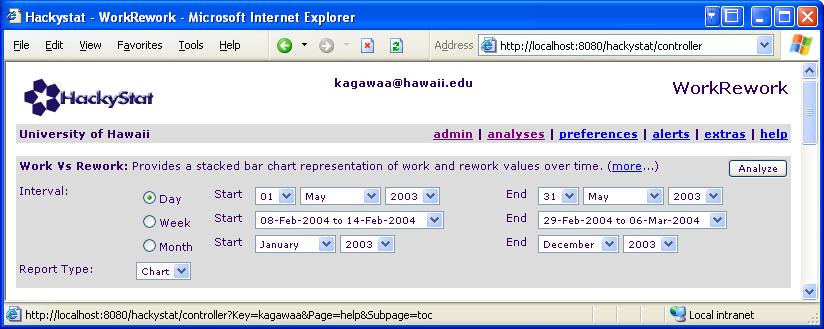 Hackystat - WorkRework - Microsoft Internet Explorer
File Edit View Favorites Tools Help Address http://localhost:8080/hackystat/controller
HackyStat kagawaa@hawaii.edu WorkRework
University of Hawaii admin | analyses | preferences | alerts | extras | help
Work Vs Rework: Provides a stacked bar chart representation of work and rework values over time. (more...) Analyze
Interval: Day Start 01 May 2003 End 31 May 2003
Week Start 08-Feb-2004 to 14-Feb-2004 End 29-Feb-2004 to 06-Mar-2004
Month Start January 2003 End December 2003
Report Type: Chart
http://localhost:8080/hackystat/controller?Key=kagawaa&Page=help&Subpage=toc Local intranet